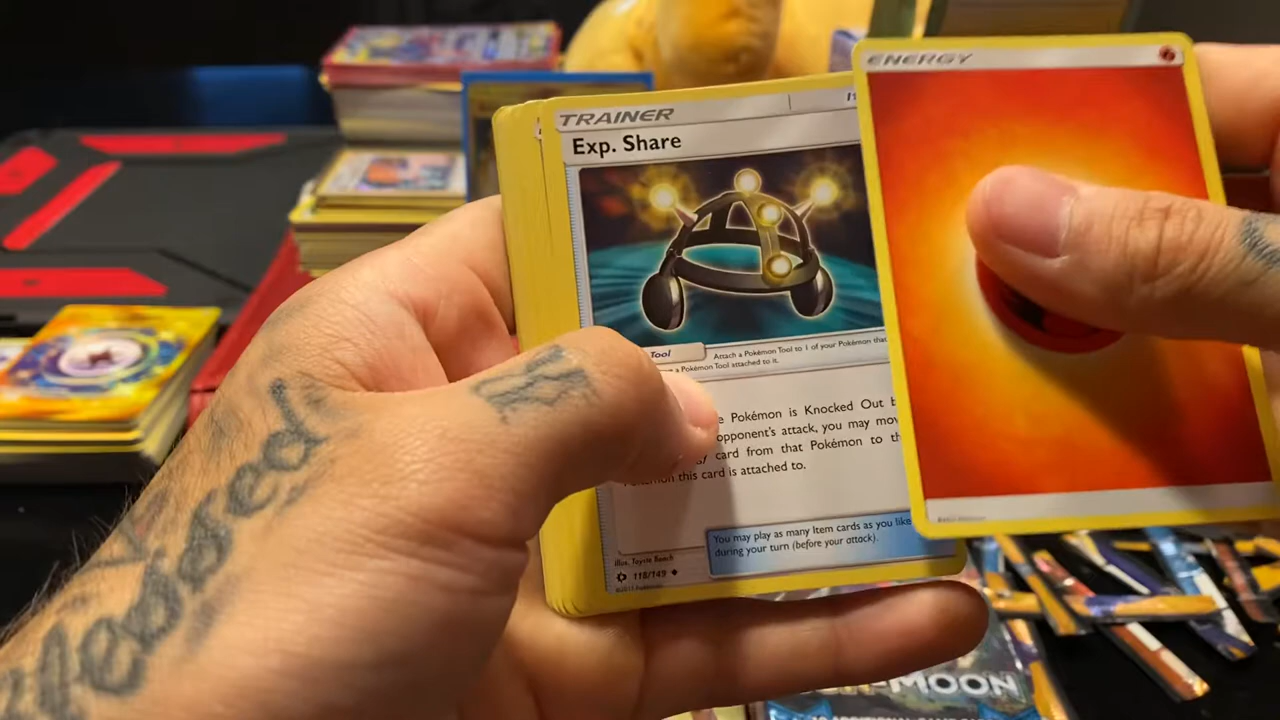 ENERGY
TRAINER
Exp. Share
Tool
Attach a Pokémon Tool to 1 of your Pokémon that
a Pokémon Tool attached to it.
Pokémon is Knocked Out
opponent's attack, you may
card from that Pokémon to
Pokémon this card is attached to.
You may play as many Item cards as you like
during your turn (before your attack).
illus. Toyste Beach
118/149
MOON